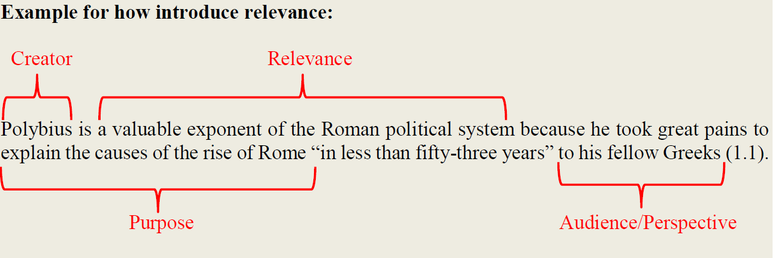 Example for how introduce relevance:
Creator Relevance
Polybius is a valuable exponent of the Roman political system because he took great pains to
explain the causes of the rise of Rome “in less than fifty-three years” to his fellow Greeks (1.1).
Purpose Audience/Perspective